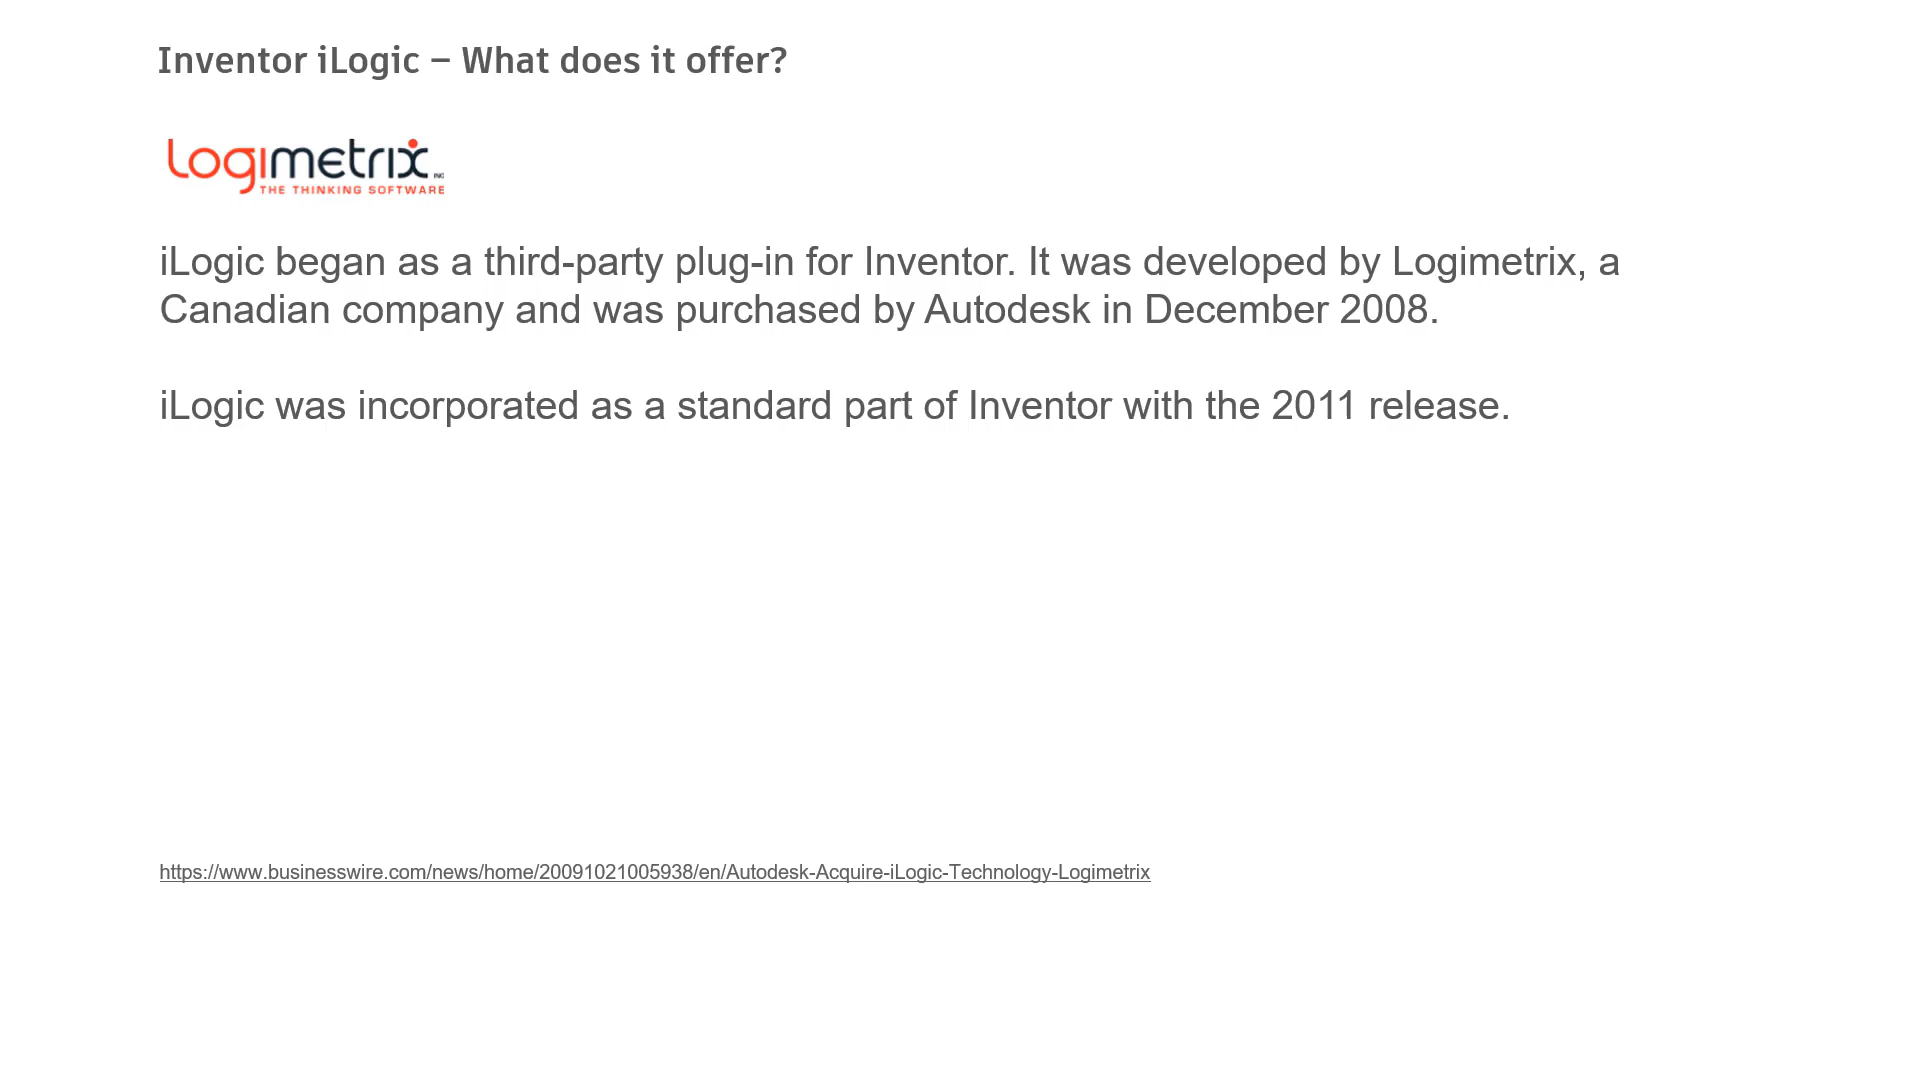 Inventor iLogic – What does it offer?
Logimetrix INC
THE THINKING SOFTWARE
iLogic began as a third-party plug-in for Inventor. It was developed by Logimetrix, a
Canadian company and was purchased by Autodesk in December 2008.
iLogic was incorporated as a standard part of Inventor with the 2011 release.
https://www.businesswire.com/news/home/20091021005938/en/Autodesk-Acquire-iLogic-Technology-Logimetrix